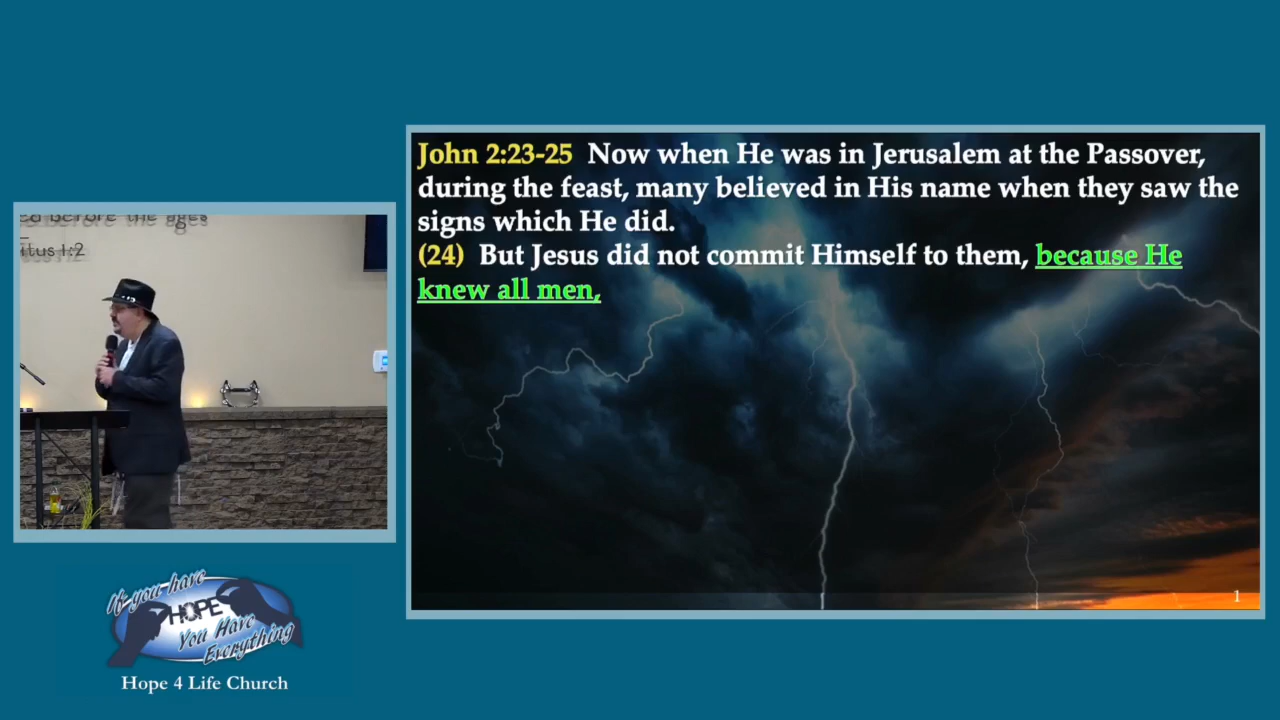 John 2:23-25 Now when He was in Jerusalem at the Passover,
during the feast, many believed in His name when they saw the
signs which He did.
(24) But Jesus did not commit Himself to them, because He
knew all men,
1
before the ages
itus 1:2
If you have
HOPE
You Have
Everything
Hope 4 Life Church